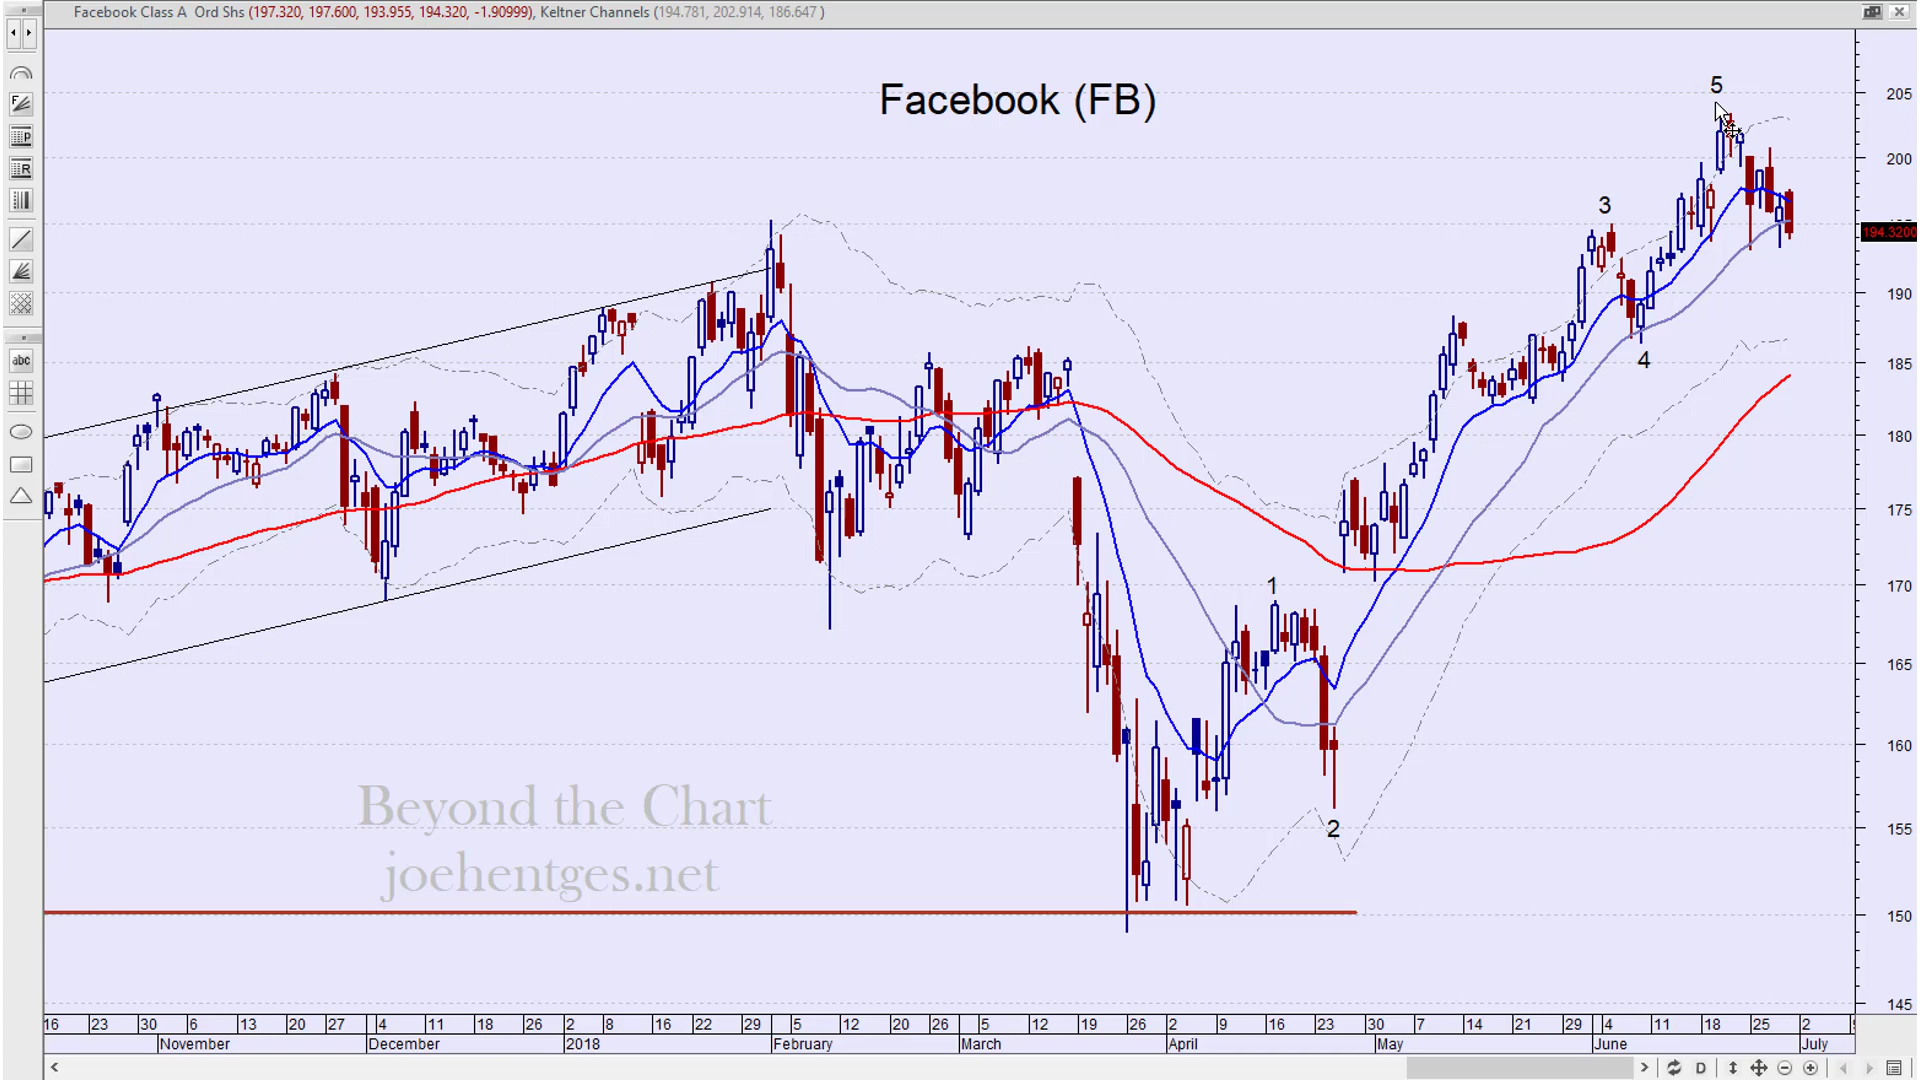 Facebook Class A Ord Shs (197.320, 197.600, 193.955, 194.320, -1.90999), Keltner Channels (194.781, 202.914, 186.647 )
Facebook (FB)
5
3
4
1
2
205
200
194.3200
190
185
180
175
170
165
160
155
150
145
F
P
R
abc
Beyond the Chart
joehentges.net
16 23 30 6 13 20 27 4 11 18 26 2 8 16 22 29 5 12 20 26 5 12 19 26 2 9 16 23 30 7 14 21 29 4 11 18 25 2
November December 2018 February March April May June July
D